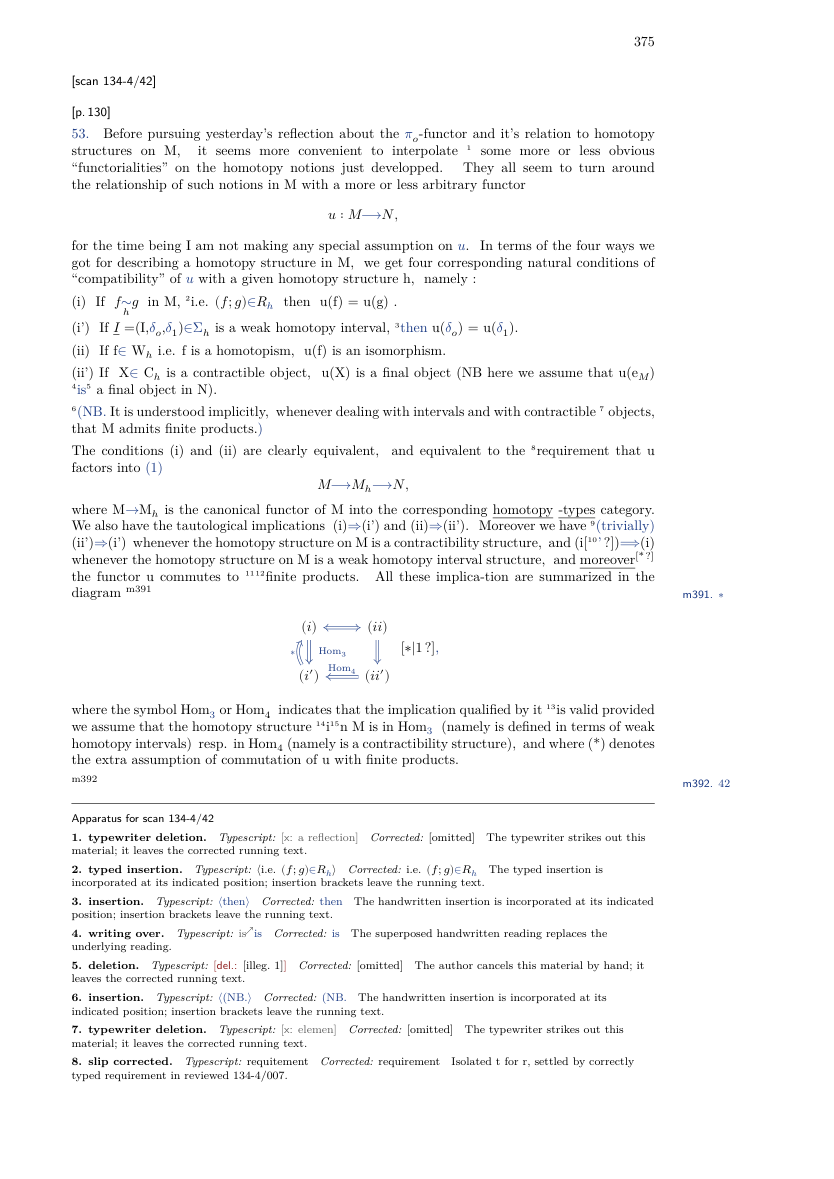 375
[scan 134-4/42]
[p. 130]
53. Before pursuing yesterday's reflection about the πₒ-functor and it's relation to homotopy
structures on M, it seems more convenient to interpolate ¹ some more or less obvious
“functorialities” on the homotopy notions just developped. They all seem to turn around
the relationship of such notions in M with a more or less arbitrary functor
u : M⟶N,
for the time being I am not making any special assumption on u. In terms of the four ways we
got for describing a homotopy structure in M, we get four corresponding natural conditions of
“compatibility” of u with a given homotopy structure h, namely :
(i) If f ∼ₕ g in M, ²i.e. (f; g)∈Rₕ then u(f) = u(g) .
(i’) If I =(I,δₒ,δ₁)∈Σₕ is a weak homotopy interval, ³then u(δₒ) = u(δ₁).
(ii) If f∈ Wₕ i.e. f is a homotopism, u(f) is an isomorphism.
(ii’) If X∈ Cₕ is a contractible object, u(X) is a final object (NB here we assume that u(e_M)
⁴is⁵ a final object in N).
⁶(NB. It is understood implicitly, whenever dealing with intervals and with contractible ⁷ objects,
that M admits finite products.)
The conditions (i) and (ii) are clearly equivalent, and equivalent to the ⁸requirement that u
factors into (1)
M⟶Mₕ⟶N,
where M→Mₕ is the canonical functor of M into the corresponding homotopy -types category.
We also have the tautological implications (i)⇒(i’) and (ii)⇒(ii’). Moreover we have ⁹(trivially)
(ii’)⇒(i’) whenever the homotopy structure on M is a contractibility structure, and (i[¹⁰’ ?])⟹(i)
whenever the homotopy structure on M is a weak homotopy interval structure, and moreover[* ?]
the functor u commutes to ¹¹¹²finite products. All these implica-tion are summarized in the
diagram m391
m391. *
(i) ⟺ (ii)
* Hom₃ [*|1 ?],
(i′) Hom₄ ⟸ (ii′)
where the symbol Hom₃ or Hom₄ indicates that the implication qualified by it ¹³is valid provided
we assume that the homotopy structure ¹⁴i¹⁵n M is in Hom₃ (namely is defined in terms of weak
homotopy intervals) resp. in Hom₄ (namely is a contractibility structure), and where (*) denotes
the extra assumption of commutation of u with finite products.
m392
m392. 42
Apparatus for scan 134-4/42
1. typewriter deletion. Typescript: [x: a reflection] Corrected: [omitted] The typewriter strikes out this
material; it leaves the corrected running text.
2. typed insertion. Typescript: ⟨i.e. (f; g)∈Rₕ⟩ Corrected: i.e. (f; g)∈Rₕ The typed insertion is
incorporated at its indicated position; insertion brackets leave the running text.
3. insertion. Typescript: ⟨then⟩ Corrected: then The handwritten insertion is incorporated at its indicated
position; insertion brackets leave the running text.
4. writing over. Typescript: is↗is Corrected: is The superposed handwritten reading replaces the
underlying reading.
5. deletion. Typescript: [del.: [illeg. 1]] Corrected: [omitted] The author cancels this material by hand; it
leaves the corrected running text.
6. insertion. Typescript: ⟨(NB.⟩ Corrected: (NB. The handwritten insertion is incorporated at its
indicated position; insertion brackets leave the running text.
7. typewriter deletion. Typescript: [x: elemen] Corrected: [omitted] The typewriter strikes out this
material; it leaves the corrected running text.
8. slip corrected. Typescript: requitement Corrected: requirement Isolated t for r, settled by correctly
typed requirement in reviewed 134-4/007.